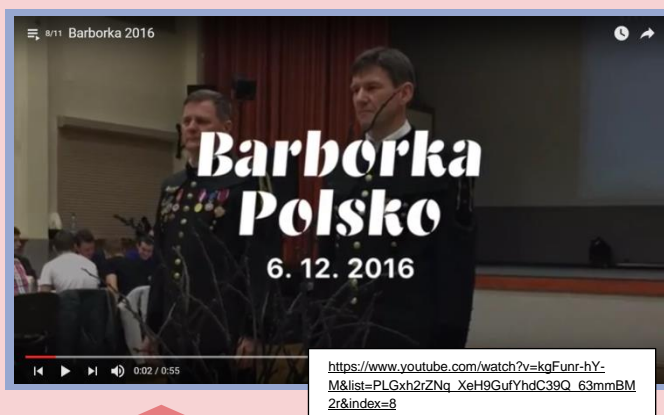 8/11 Barborka 2016
Barborka
Polsko
6. 12. 2016
0:02 / 0:55
https://www.youtube.com/watch?v=kgFunr-hY-
M&list=PLGxh2rZNq_XeH9GufYhdC39Q_63mmBM
2r&index=8